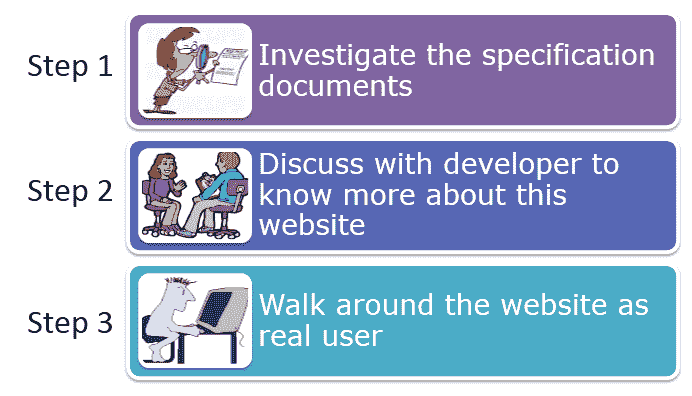 Step 1
Investigate the specification
documents
Step 2
Discuss with developer to
know more about this
website
Step 3
Walk around the website as
real user